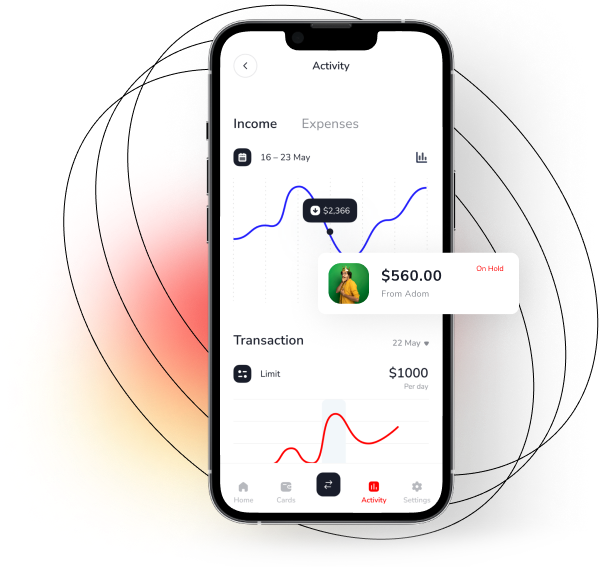 Activity
Income Expenses
16 – 23 May
$2,366
$560.00 On Hold
From Adom
Transaction 22 May
Limit $1000
Per day
Home Cards Activity Settings